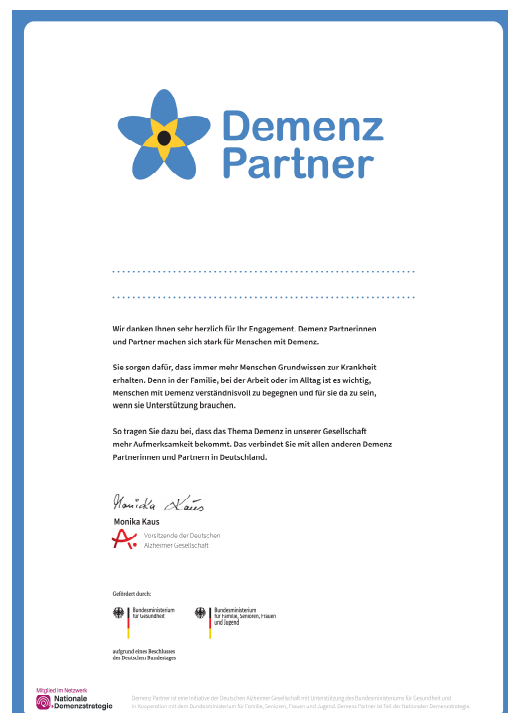 Demenz
Partner
Wir danken Ihnen sehr herzlich für Ihr Engagement. Demenz Partnerinnen
und Partner machen sich stark für Menschen mit Demenz.
Sie sorgen dafür, dass immer mehr Menschen Grundwissen zur Krankheit
erhalten. Denn in der Familie, bei der Arbeit oder im Alltag ist es wichtig,
Menschen mit Demenz verständnisvoll zu begegnen und für sie da zu sein,
wenn sie Unterstützung brauchen.
So tragen Sie dazu bei, dass das Thema Demenz in unserer Gesellschaft
mehr Aufmerksamkeit bekommt. Das verbindet Sie mit allen anderen Demenz
Partnerinnen und Partnern in Deutschland.
Monika Kaus
Monika Kaus
Vorsitzende der Deutschen
Alzheimer Gesellschaft
Gefördert durch:
Bundesministerium
für Gesundheit
Bundesministerium
für Familie, Senioren, Frauen
und Jugend
aufgrund eines Beschlusses
des Deutschen Bundestages
Mitglied im Netzwerk
Nationale
Demenzstrategie
Demenz Partner ist eine Initiative der Deutschen Alzheimer Gesellschaft mit Unterstützung des Bundesministeriums für Gesundheit und
in Kooperation mit dem Bundesministerium für Familie, Senioren, Frauen und Jugend. Demenz Partner ist Teil der Nationalen Demenzstrategie.